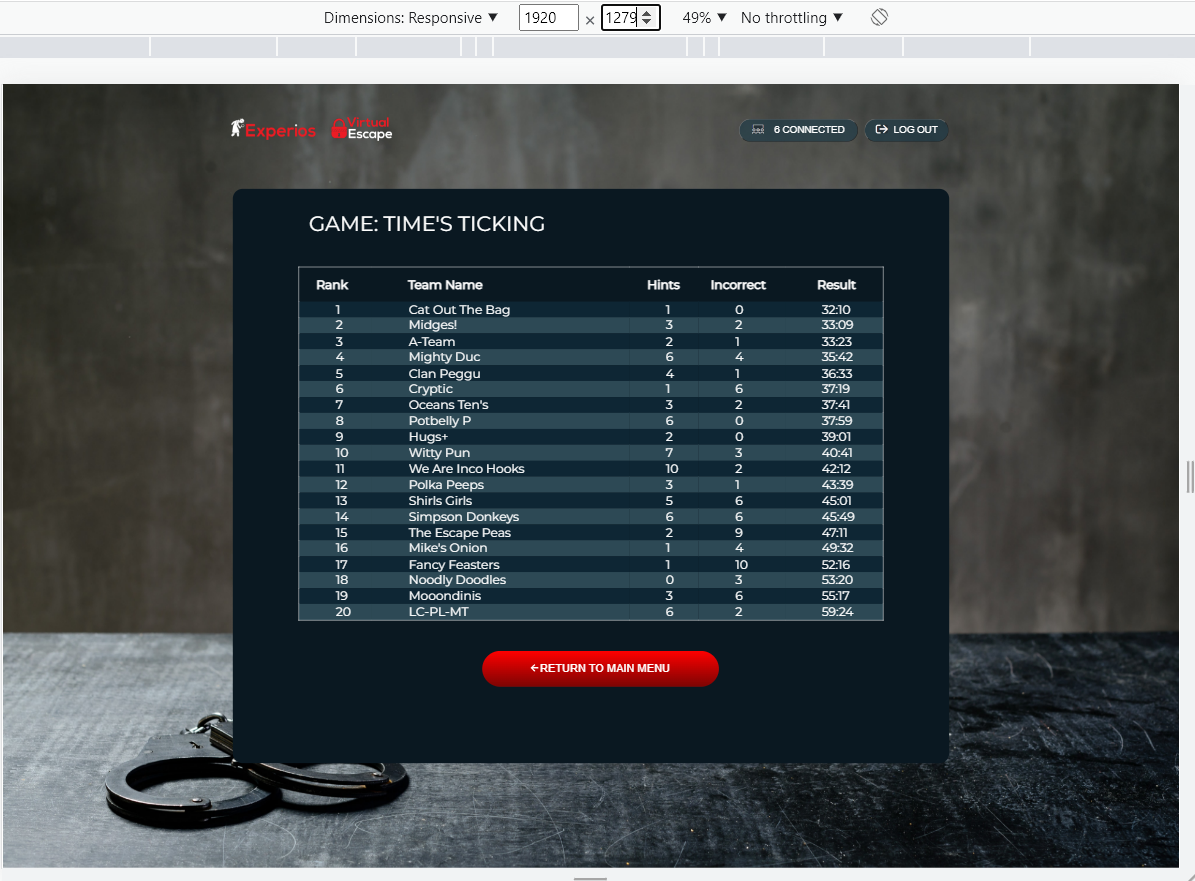 Dimensions: Responsive ▼ 1920 × 1279 49% ▼ No throttling ▼
Experios Virtual Escape
6 CONNECTED LOG OUT
GAME: TIME'S TICKING
Rank Team Name Hints Incorrect Result
1 Cat Out The Bag 1 0 32:10
2 Midges! 3 2 33:09
3 A-Team 2 1 33:23
4 Mighty Duc 6 4 35:42
5 Clan Peggu 4 1 36:33
6 Cryptic 1 6 37:19
7 Oceans Ten's 3 2 37:41
8 Potbelly P 6 0 37:59
9 Hugs+ 2 0 39:01
10 Witty Pun 7 3 40:41
11 We Are Inco Hooks 10 2 42:12
12 Polka Peeps 3 1 43:39
13 Shirls Girls 5 6 45:01
14 Simpson Donkeys 6 6 45:49
15 The Escape Peas 2 9 47:11
16 Mike's Onion 1 4 49:32
17 Fancy Feasters 1 10 52:16
18 Noodly Doodles 0 3 53:20
19 Mooondinis 3 6 55:17
20 LC-PL-MT 6 2 59:24
←RETURN TO MAIN MENU